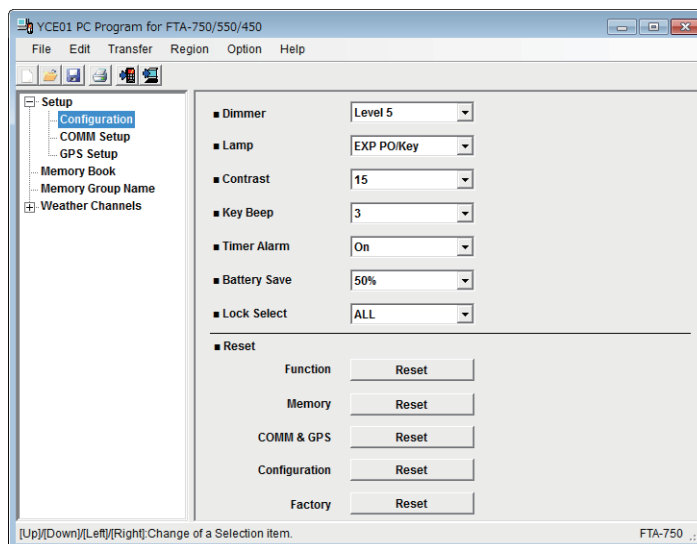 YCE01 PC Program for FTA-750/550/450
File Edit Transfer Region Option Help
Setup
Configuration
COMM Setup
GPS Setup
Memory Book
Memory Group Name
Weather Channels
Dimmer Level 5
Lamp EXP PO/Key
Contrast 15
Key Beep 3
Timer Alarm On
Battery Save 50%
Lock Select ALL
Reset
Function Reset
Memory Reset
COMM & GPS Reset
Configuration Reset
Factory Reset
[Up]/[Down]/[Left]/[Right]:Change of a Selection item. FTA-750